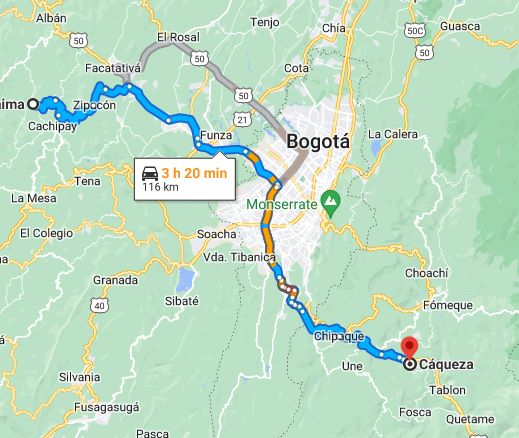 Albán
Tenjo
Chía
Guasca
50C
50
El Rosal
50
Facatativá
Cota
50
ima
Zipacón
21
Cachipay
Funza
Bogotá
La Calera
3 h 20 min
116 km
Tena
Monserrate
La Mesa
Soacha
El Colegio
Vda. Tibanica
Choachí
Granada
Sibaté
40
Fómeque
Chipaque
Cáqueza
Une
Silvania
Tablon
Fosca
Fusagasugá
Quetame
Pasca